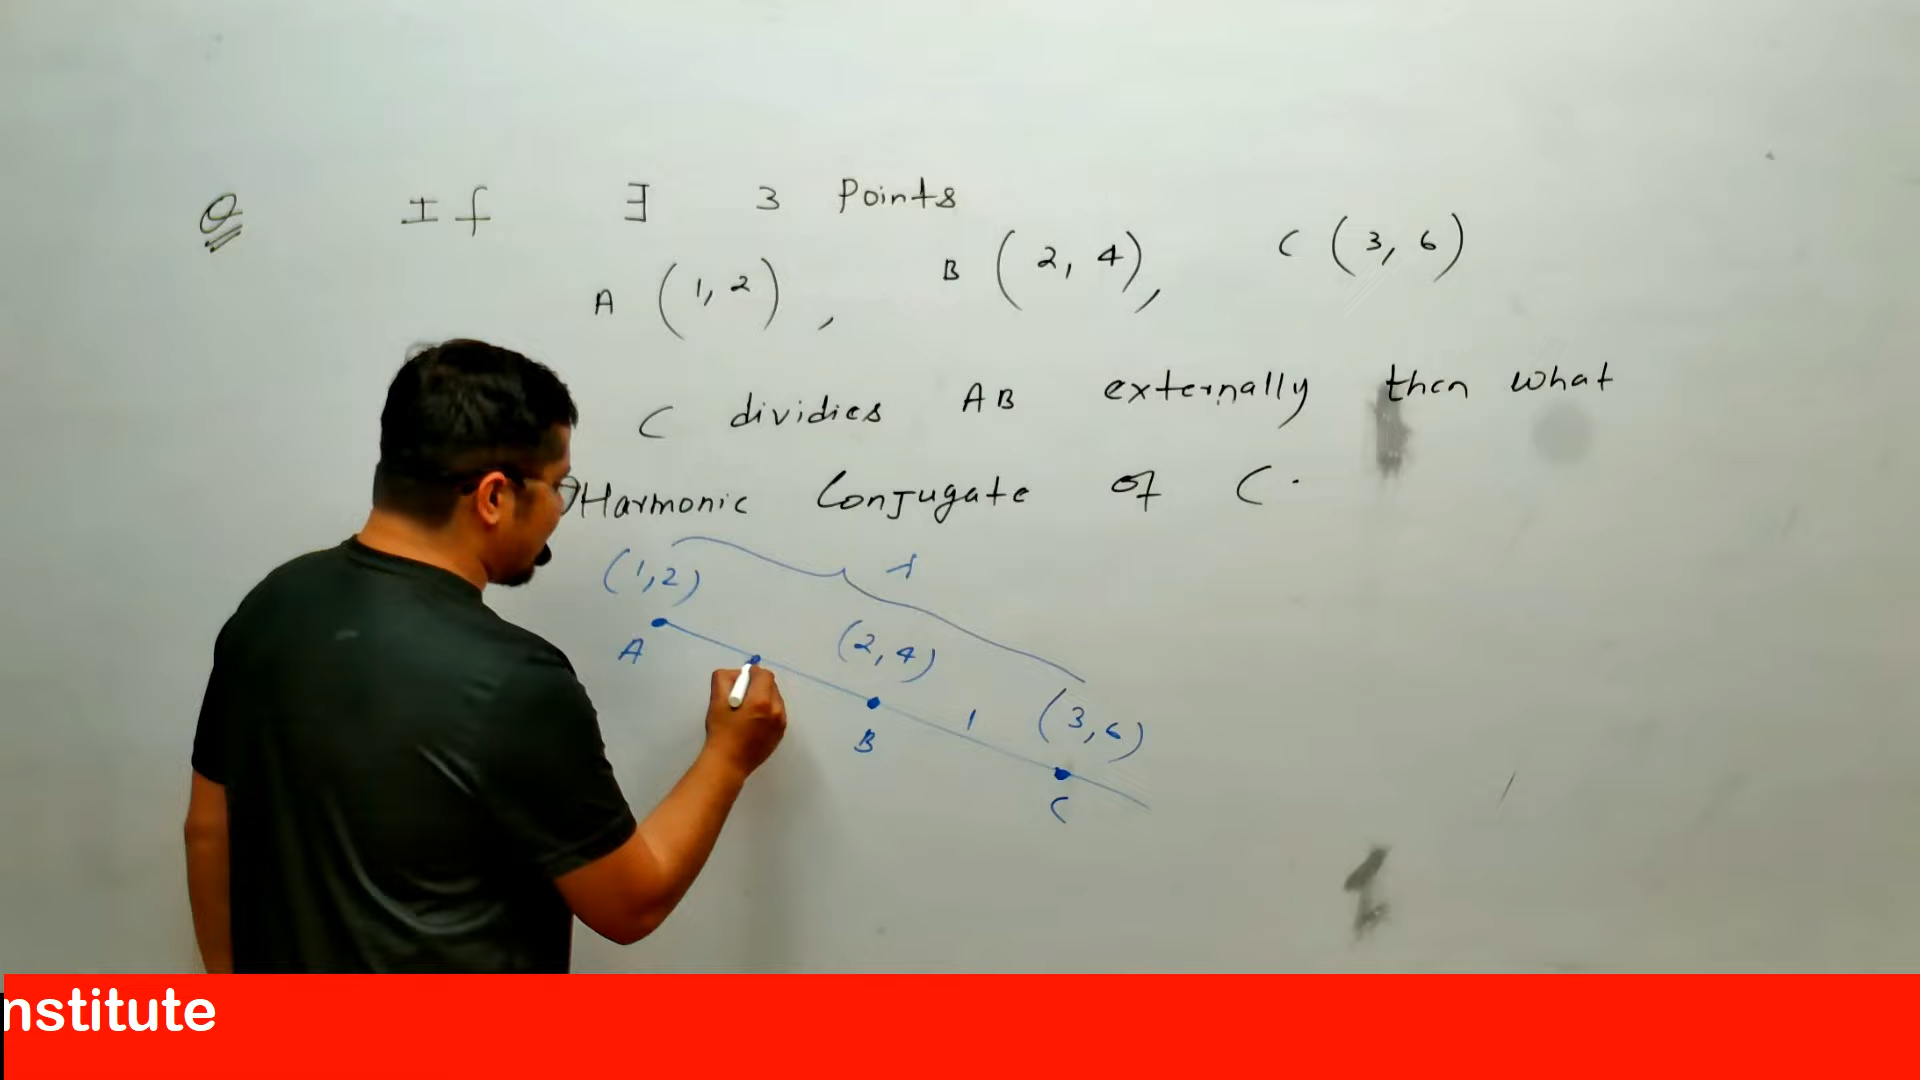 Q If ∃ 3 Points
A (1, 2), B (2, 4), C (3, 6)
C dividies AB externally then what
Harmonic Conjugate of C.
(1,2) λ
A (2,4)
B 1 (3,6)
C
nstitute